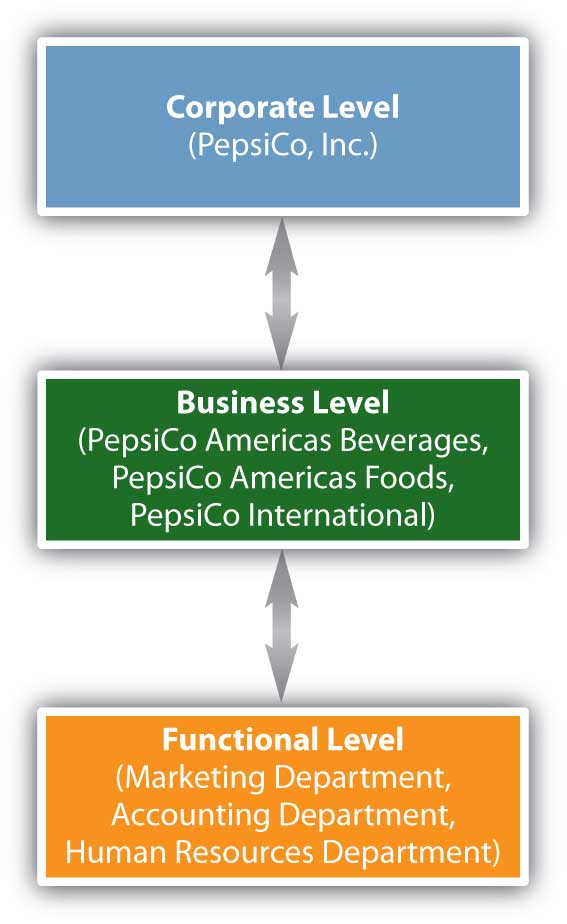 Corporate Level
(PepsiCo, Inc.)
Business Level
(PepsiCo Americas Beverages,
PepsiCo Americas Foods,
PepsiCo International)
Functional Level
(Marketing Department,
Accounting Department,
Human Resources Department)